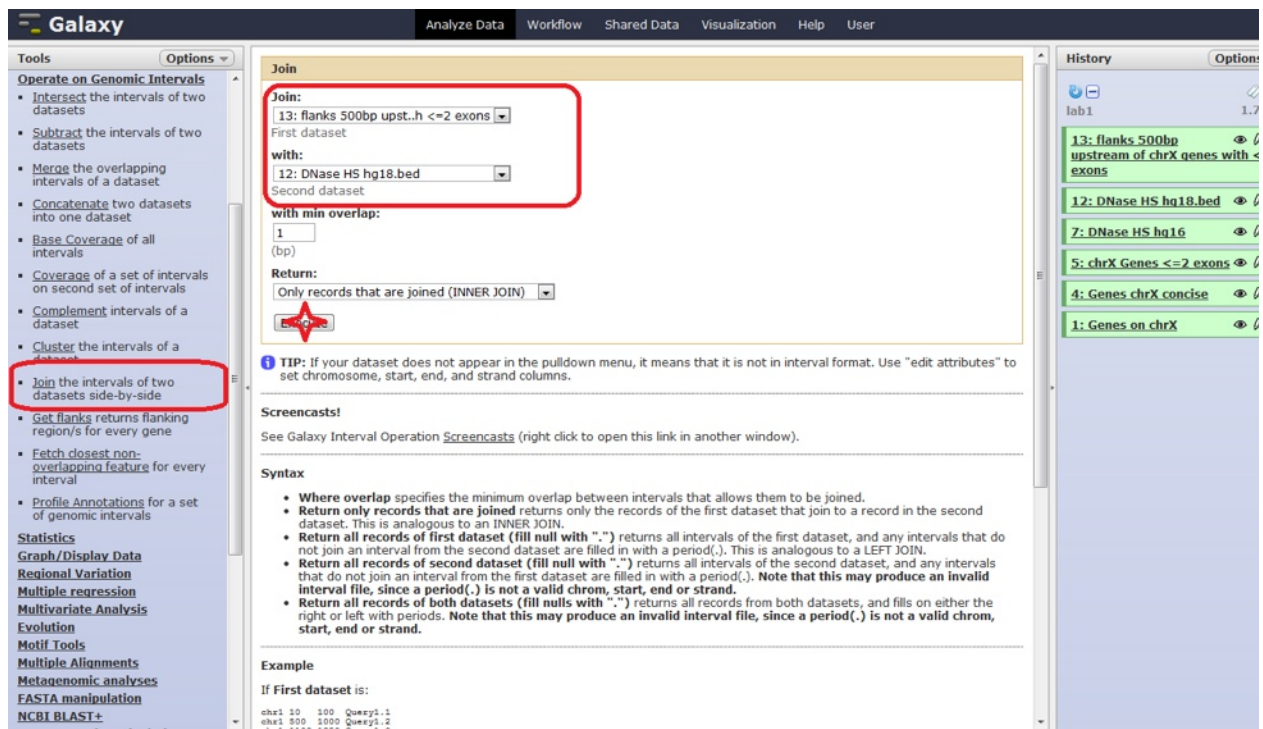 Galaxy
Analyze Data Workflow Shared Data Visualization Help User
Tools Options
Operate on Genomic Intervals
Intersect the intervals of two
datasets
Subtract the intervals of two
datasets
Merge the overlapping
intervals of a dataset
Concatenate two datasets
into one dataset
Base Coverage of all
intervals
Coverage of a set of intervals
on second set of intervals
Complement intervals of a
dataset
Cluster the intervals of a
dataset
Join the intervals of two
datasets side-by-side
Get flanks returns flanking
region/s for every gene
Fetch closest non-
overlapping feature for every
interval
Profile Annotations for a set
of genomic intervals
Statistics
Graph/Display Data
Regional Variation
Multiple regression
Multivariate Analysis
Evolution
Motif Tools
Multiple Alignments
Metagenomic analyses
FASTA manipulation
NCBI BLAST+
Join
Join:
13: flanks 500bp upst..h <=2 exons
First dataset
with:
12: DNase HS hg18.bed
Second dataset
with min overlap:
1
(bp)
Return:
Only records that are joined (INNER JOIN)
TIP: If your dataset does not appear in the pulldown menu, it means that it is not in interval format. Use "edit attributes" to
set chromosome, start, end, and strand columns.
Screencasts!
See Galaxy Interval Operation Screencasts (right click to open this link in another window).
Syntax
• Where overlap specifies the minimum overlap between intervals that allows them to be joined.
• Return only records that are joined returns only the records of the first dataset that join to a record in the second
dataset. This is analogous to an INNER JOIN.
• Return all records of first dataset (fill null with ".") returns all intervals of the first dataset, and any intervals that do
not join an interval from the second dataset are filled in with a period(.). This is analogous to a LEFT JOIN.
• Return all records of second dataset (fill null with ".") returns all intervals of the second dataset, and any intervals
that do not join an interval from the first dataset are filled in with a period(.). Note that this may produce an invalid
interval file, since a period(.) is not a valid chrom, start, end or strand.
• Return all records of both datasets (fill nulls with ".") returns all records from both datasets, and fills on either the
right or left with periods. Note that this may produce an invalid interval file, since a period(.) is not a valid chrom,
start, end or strand.
Example
If First dataset is:
chr1 10 100 Query1.1
chr1 500 1000 Query1.2
History Options
lab1 1.7
13: flanks 500bp
upstream of chrX genes with <
exons
12: DNase HS hg18.bed
7: DNase HS hg16
5: chrX Genes <=2 exons
4: Genes chrX concise
1: Genes on chrX